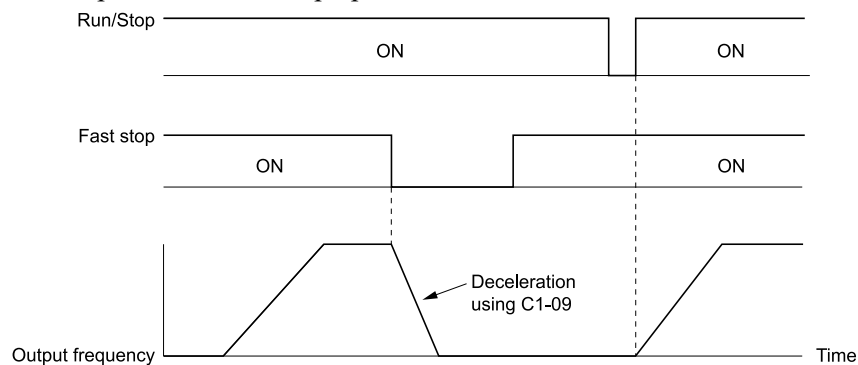 Run/Stop
ON
ON
Fast stop
ON
ON
Deceleration
using C1-09
Output frequency
Time